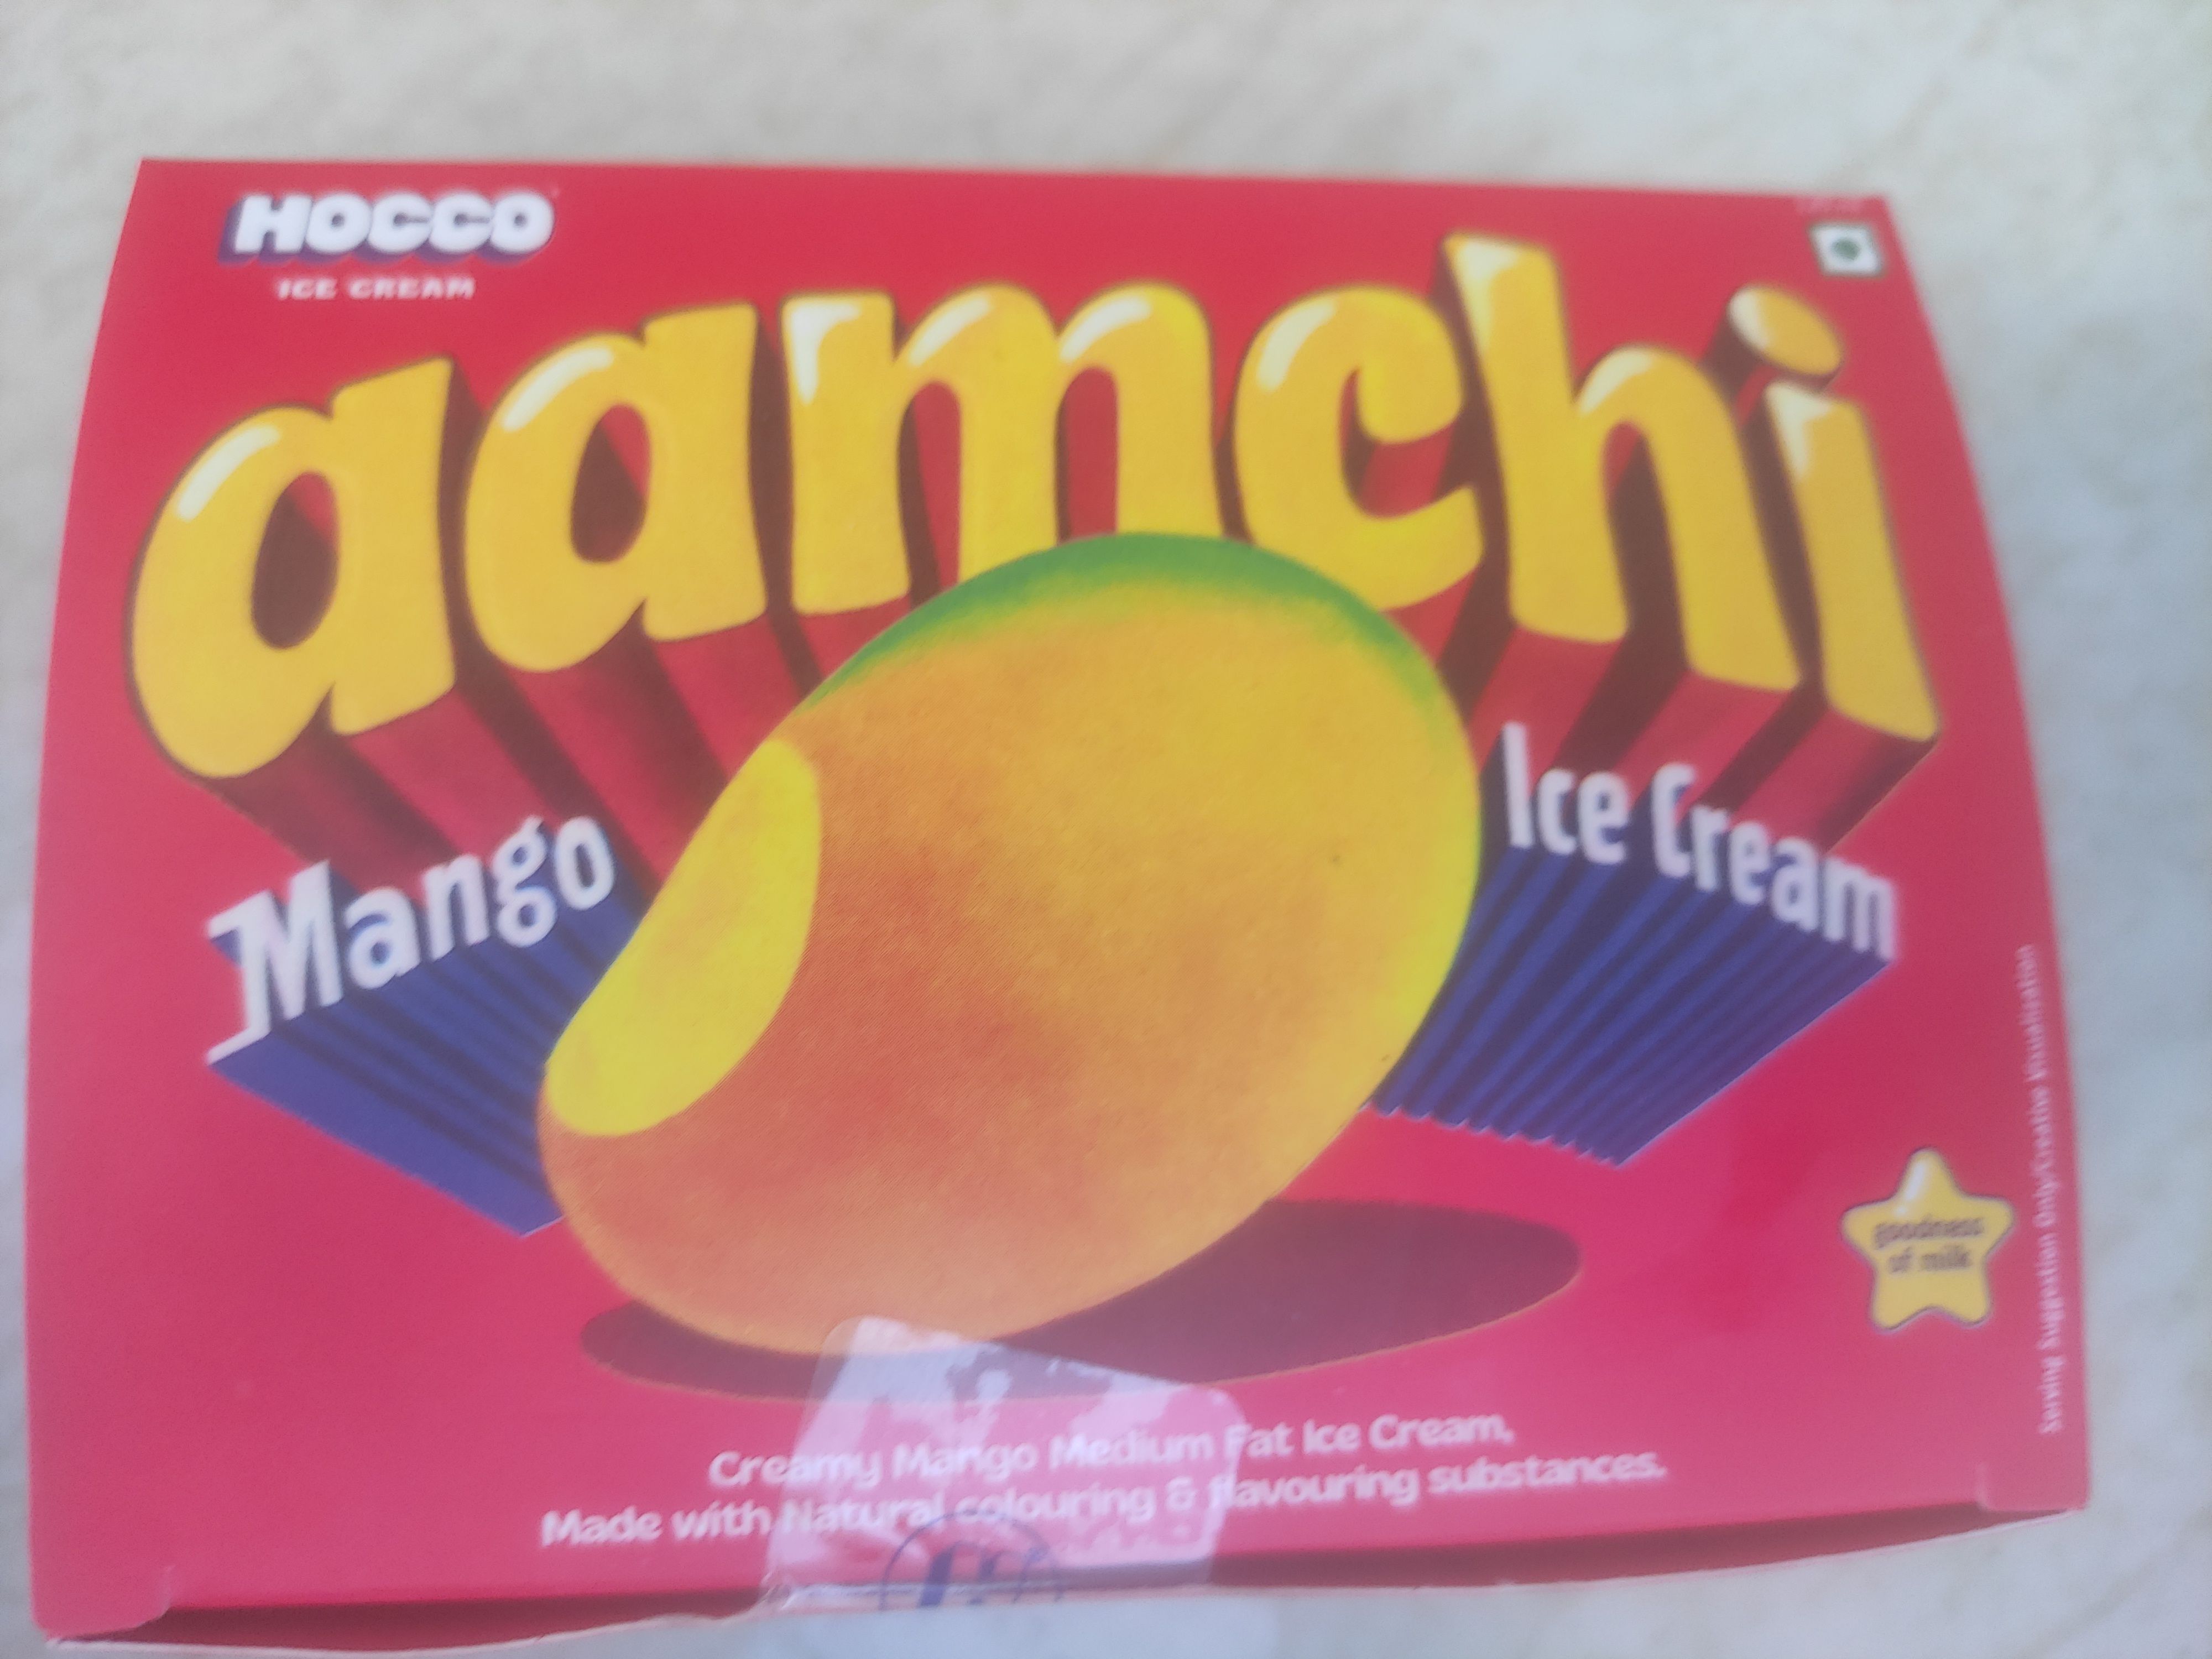 HOCCO
ICE CREAM
aamchi
Mango
Ice Cream
goodness
of milk
Creamy Mango Medium Fat Ice Cream,
Made with Natural colouring & flavouring substances.
Serving Suggestion Only/Creative Visualization